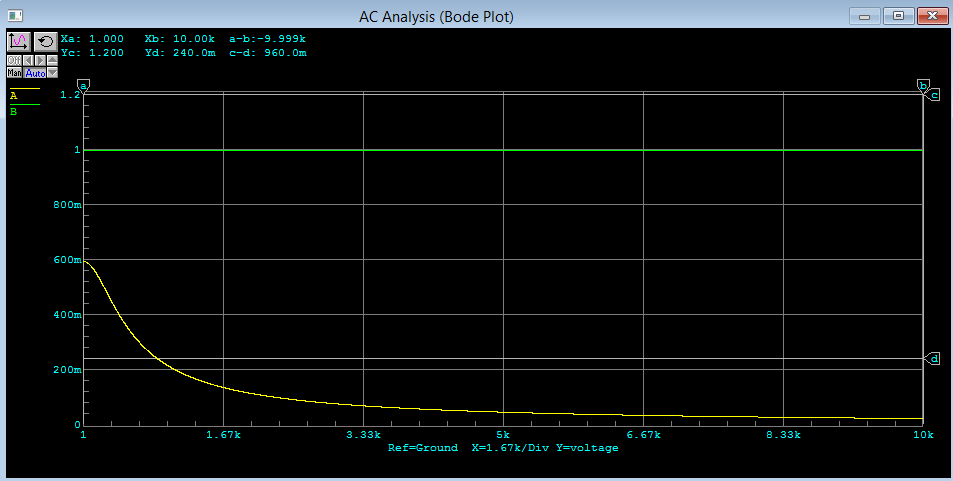 AC Analysis (Bode Plot)
Xa: 1.000 Xb: 10.00k a-b:-9.999k
Yc: 1.200 Yd: 240.0m c-d: 960.0m
Off
Man Auto
A
B
a
b
c
d
1.2
1
800m
600m
400m
200m
0
1 1.67k 3.33k 5k 6.67k 8.33k 10k
Ref=Ground X=1.67k/Div Y=voltage